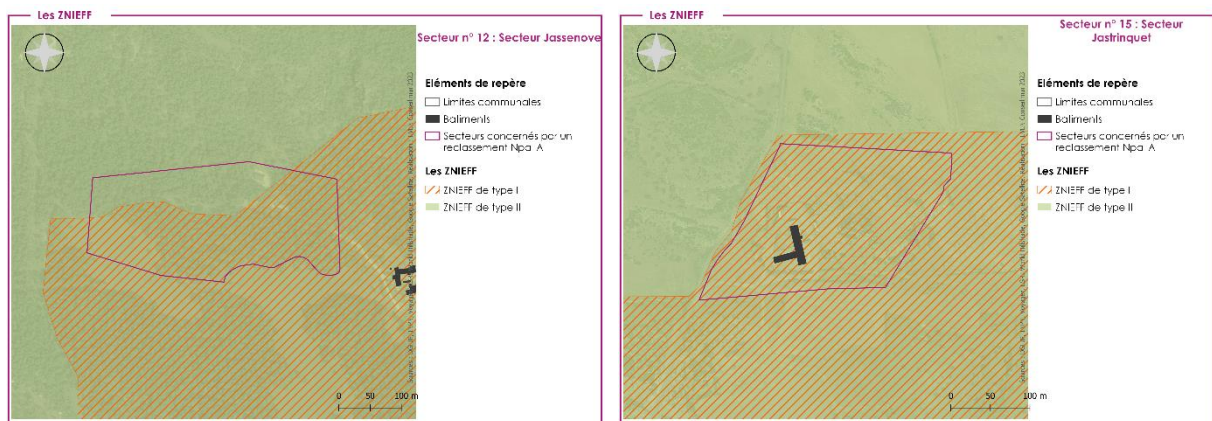 Les ZNIEFF
Secteur n° 12 : Secteur Jassenove
Eléments de repère
Limites communales
Batiments
Secteurs concernés par un
reclassement Npa A
Les ZNIEFF
ZNIEFF de type I
ZNIEFF de type II
0 50 100 m
Les ZNIEFF
Secteur n° 15 : Secteur
Jastrinquet
Eléments de repère
Limites communales
Batiments
Secteurs concernés par un
reclassement Npa A
Les ZNIEFF
ZNIEFF de type I
ZNIEFF de type II
0 50 100 m